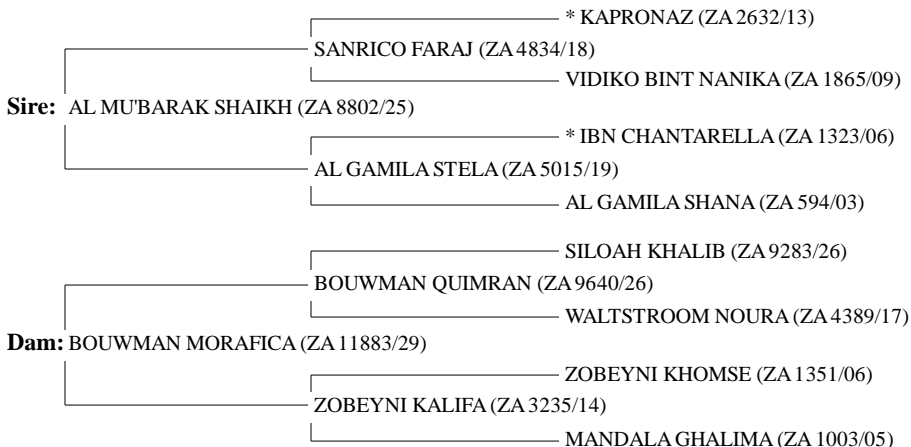 * KAPRONAZ (ZA 2632/13)
SANRICO FARAJ (ZA 4834/18)
VIDIKO BINT NANIKA (ZA 1865/09)
Sire: AL MU'BARAK SHAIKH (ZA 8802/25)
* IBN CHANTARELLA (ZA 1323/06)
AL GAMILA STELA (ZA 5015/19)
AL GAMILA SHANA (ZA 594/03)
SILOAH KHALIB (ZA 9283/26)
BOUWMAN QUIMRAN (ZA 9640/26)
WALTSTROOM NOURA (ZA 4389/17)
Dam: BOUWMAN MORAFICA (ZA 11883/29)
ZOBEYNI KHOMSE (ZA 1351/06)
ZOBEYNI KALIFA (ZA 3235/14)
MANDALA GHALIMA (ZA 1003/05)